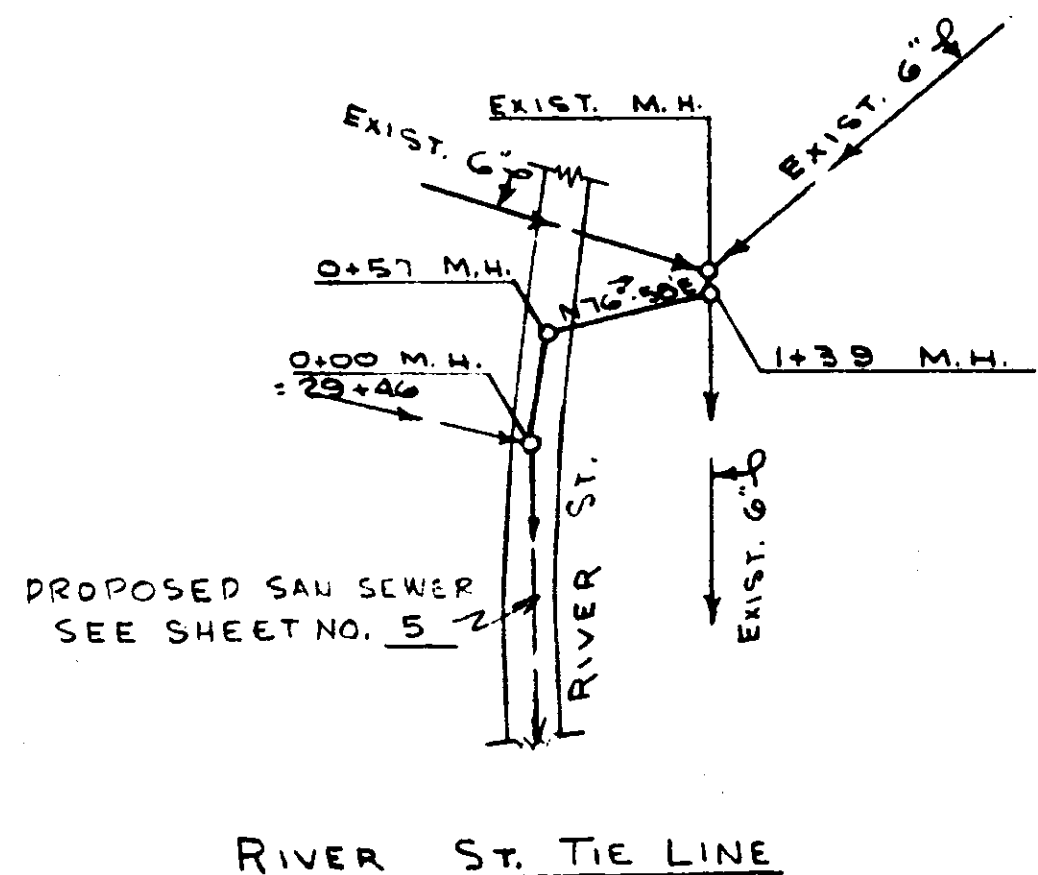 EXIST. 6"
EXIST. M.H.
EXIST. 6"
0+57 M.H.
N76°·50'E
0+00 M.H.
= 29+46
1+39 M.H.
EXIST. 6"
RIVER ST.
PROPOSED SAN SEWER
SEE SHEET NO. 5
RIVER ST. TIE LINE